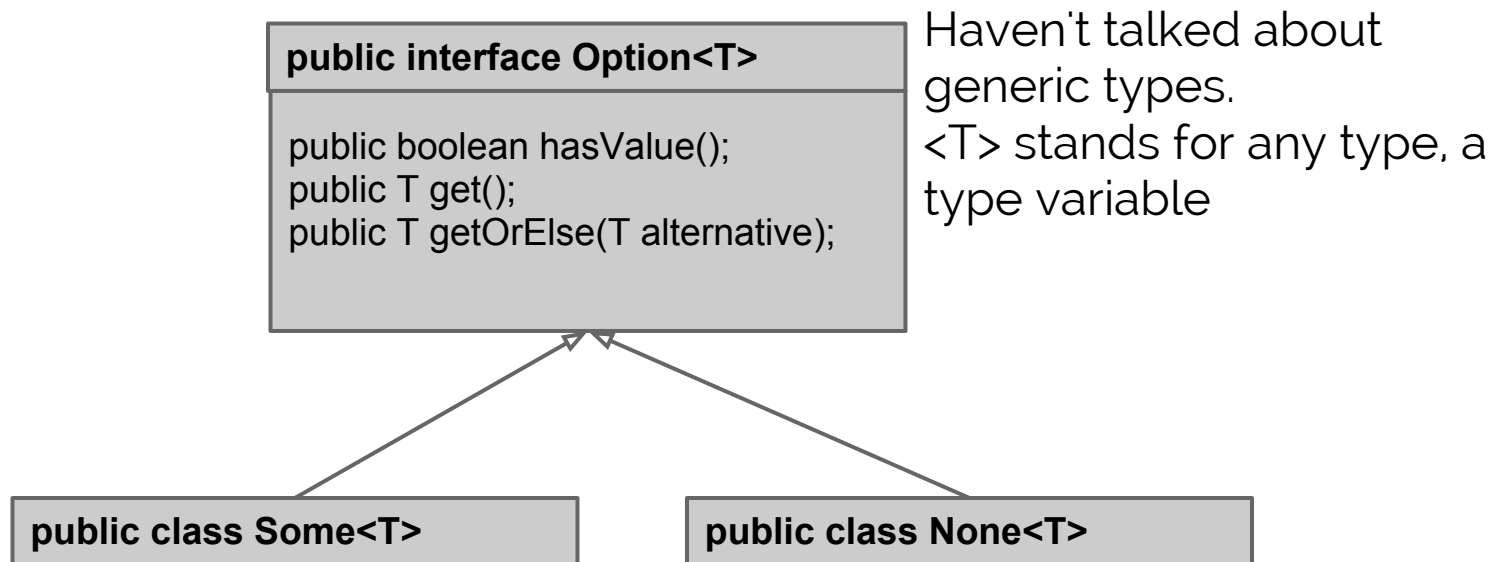 public interface Option<T>
public boolean hasValue();
public T get();
public T getOrElse(T alternative);
Haven't talked about
generic types.
<T> stands for any type, a
type variable
public class Some<T>
public class None<T>